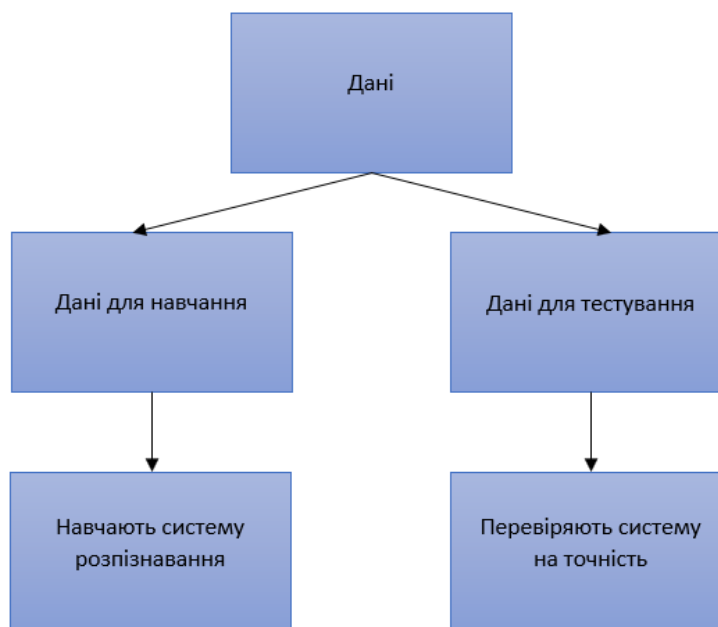 Дані
Дані для навчання
Дані для тестування
Навчають систему
розпізнавання
Перевіряють систему
на точність